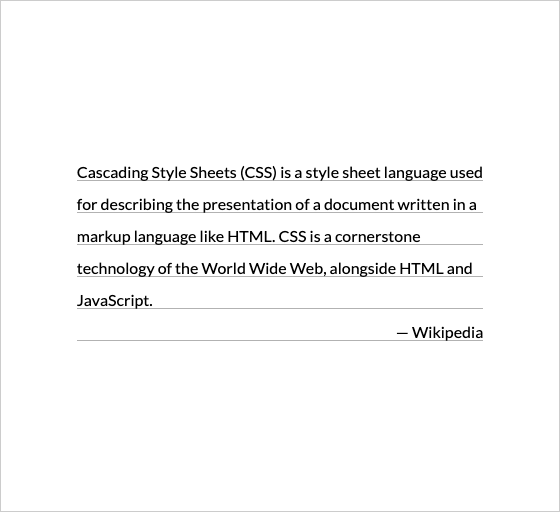 Cascading Style Sheets (CSS) is a style sheet language used
for describing the presentation of a document written in a
markup language like HTML. CSS is a cornerstone
technology of the World Wide Web, alongside HTML and
JavaScript.
— Wikipedia